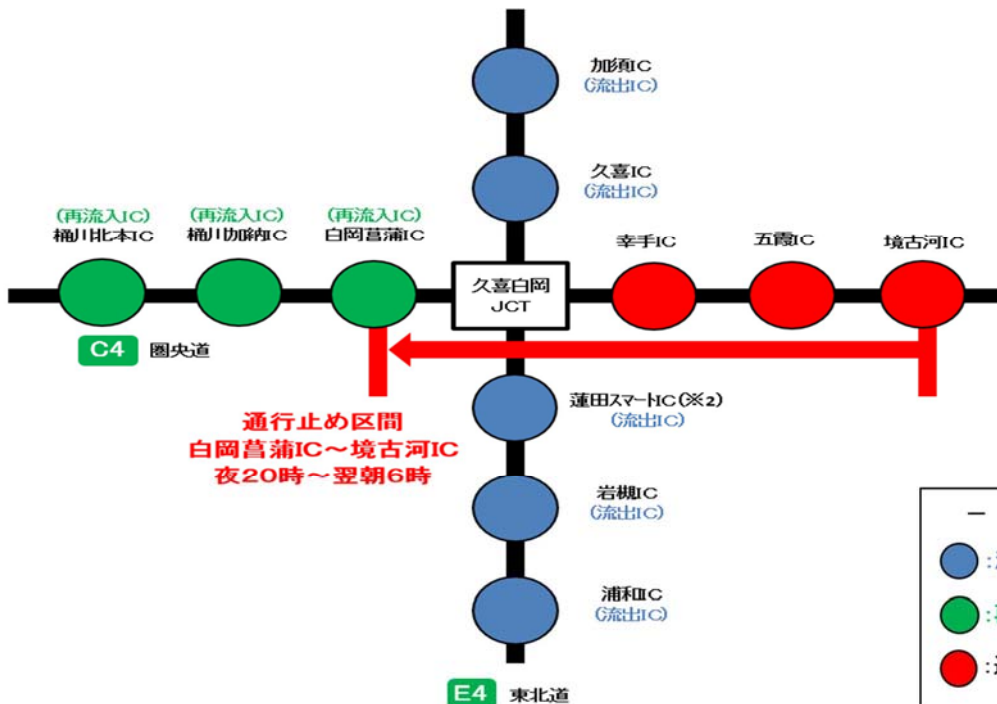 加須IC
(流出IC)
久喜IC
(流出IC)
(再流入IC)
桶川北本IC
(再流入IC)
桶川加納IC
(再流入IC)
白岡菖蒲IC
久喜白岡
JCT
幸手IC
五霞IC
境古河IC
C4 圏央道
通行止め区間
白岡菖蒲IC～境古河IC
夜20時～翌朝6時
蓮田スマートIC(※2)
(流出IC)
岩槻IC
(流出IC)
浦和IC
(流出IC)
E4 東北道